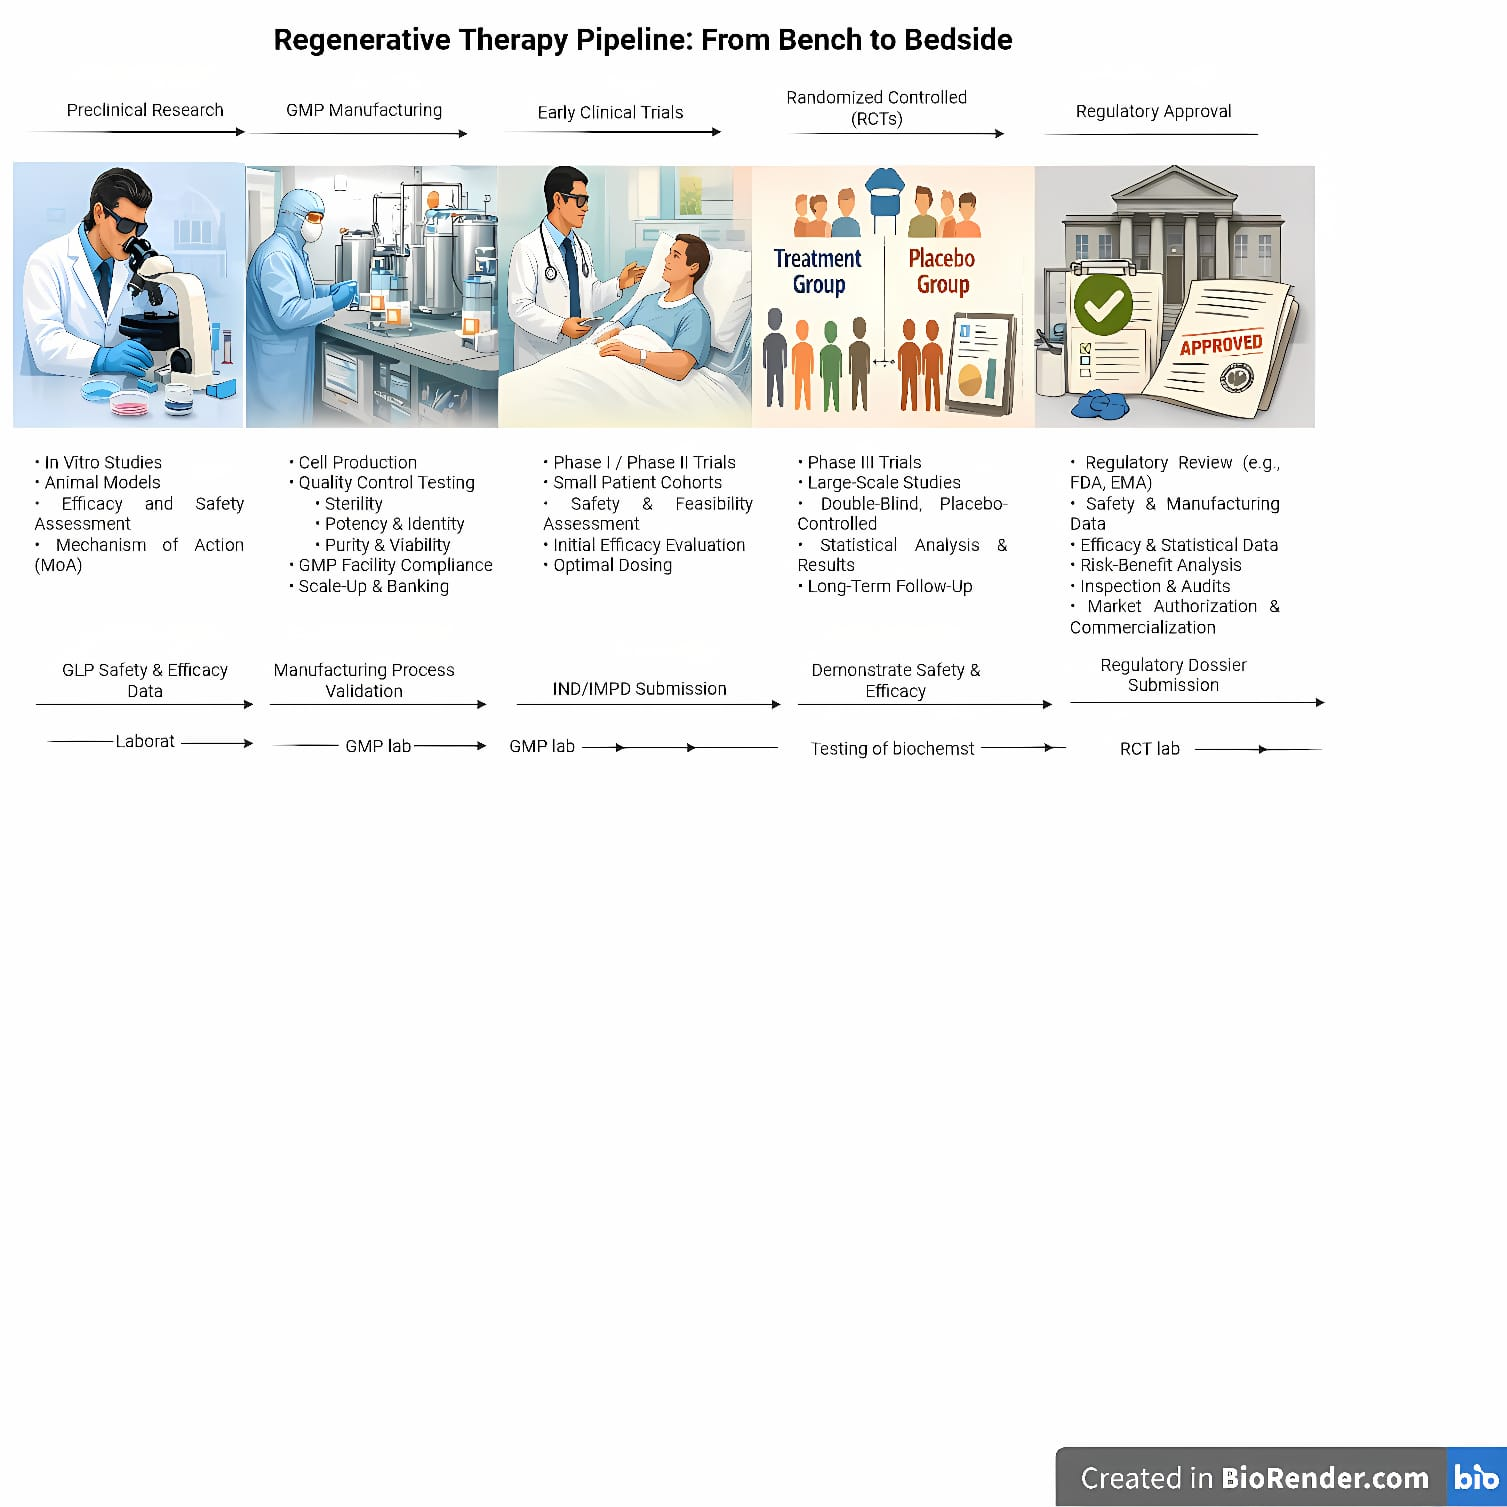 Regenerative Therapy Pipeline: From Bench to Bedside
Preclinical Research
GMP Manufacturing
Early Clinical Trials
Randomized Controlled
(RCTs)
Regulatory Approval
Treatment
Group
Placebo
Group
APPROVED
• In Vitro Studies
• Animal Models
• Efficacy and Safety
Assessment
• Mechanism of Action
(MoA)
• Cell Production
• Quality Control Testing
• Sterility
• Potency & Identity
• Purity & Viability
• GMP Facility Compliance
• Scale-Up & Banking
• Phase I / Phase II Trials
• Small Patient Cohorts
• Safety & Feasibility
Assessment
• Initial Efficacy Evaluation
• Optimal Dosing
• Phase III Trials
• Large-Scale Studies
• Double-Blind, Placebo-
Controlled
• Statistical Analysis &
Results
• Long-Term Follow-Up
• Regulatory Review (e.g.,
FDA, EMA)
• Safety & Manufacturing
Data
• Efficacy & Statistical Data
• Risk-Benefit Analysis
• Inspection & Audits
• Market Authorization &
Commercialization
GLP Safety & Efficacy
Data
Manufacturing Process
Validation
IND/IMPD Submission
Demonstrate Safety &
Efficacy
Regulatory Dossier
Submission
Laborat
GMP lab
GMP lab
Testing of biochemst
RCT lab
Created in BioRender.com
bio